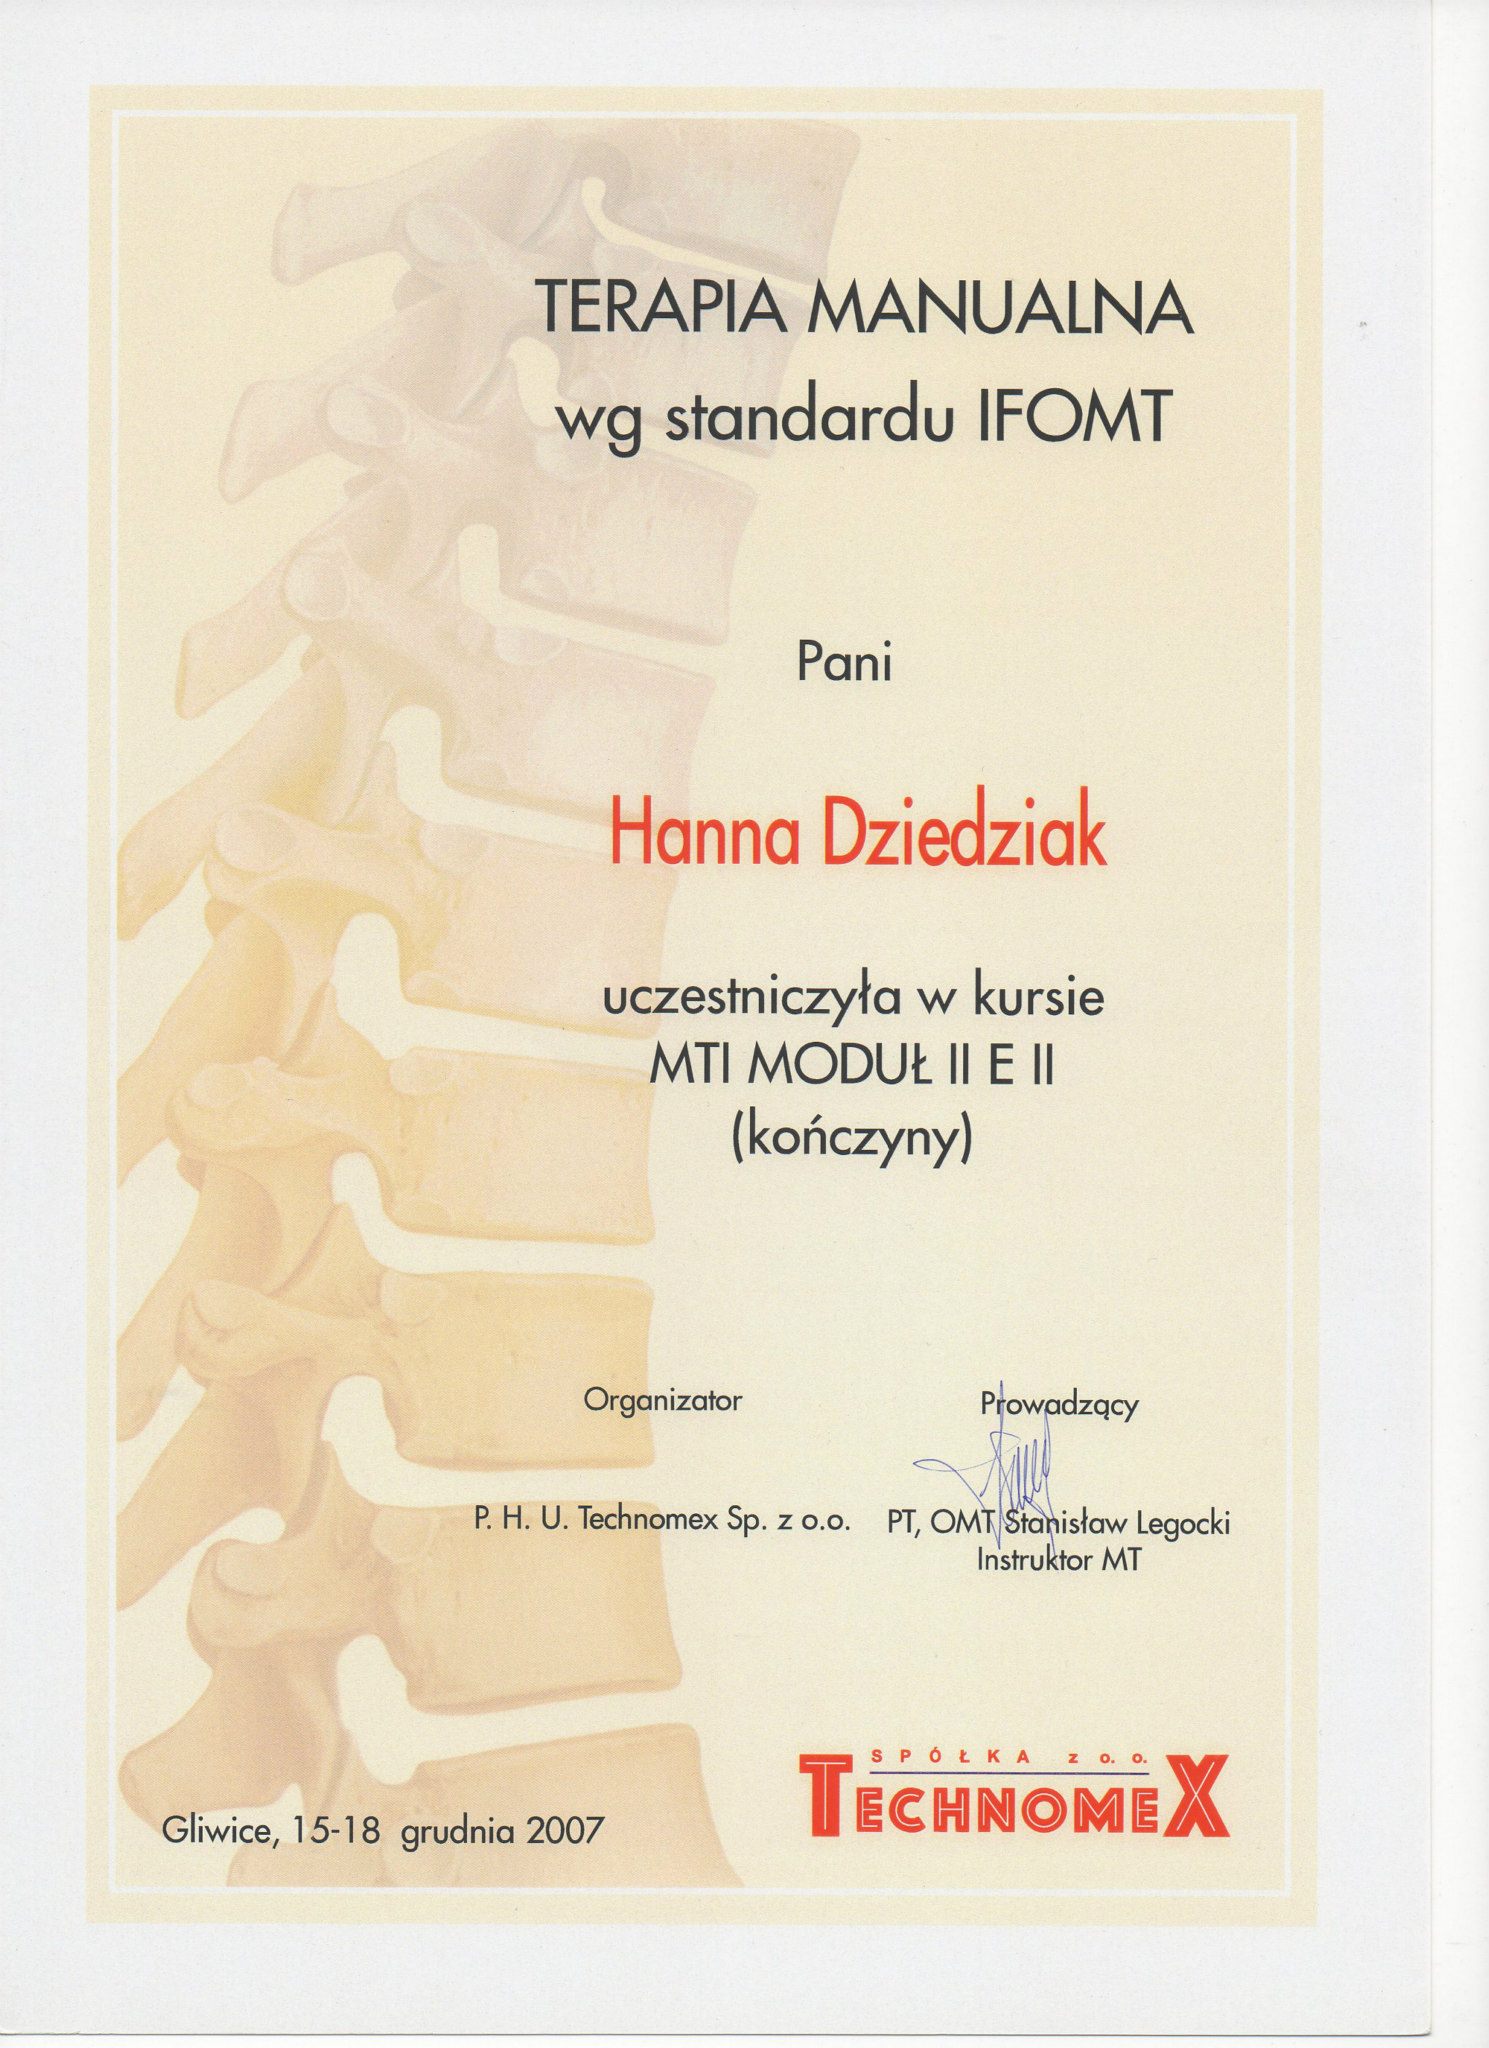 TERAPIA MANUALNA
wg standardu IFOMT
Pani
Hanna Dziedziak
uczestniczyła w kursie
MTI MODUŁ II E II
(kończyny)
Organizator
Prowadzący
P. H. U. Technomex Sp. z o.o.
PT, OMT Stanisław Legocki
Instruktor MT
SPÓŁKA z o. o.
TECHNOMEX
Gliwice, 15-18 grudnia 2007